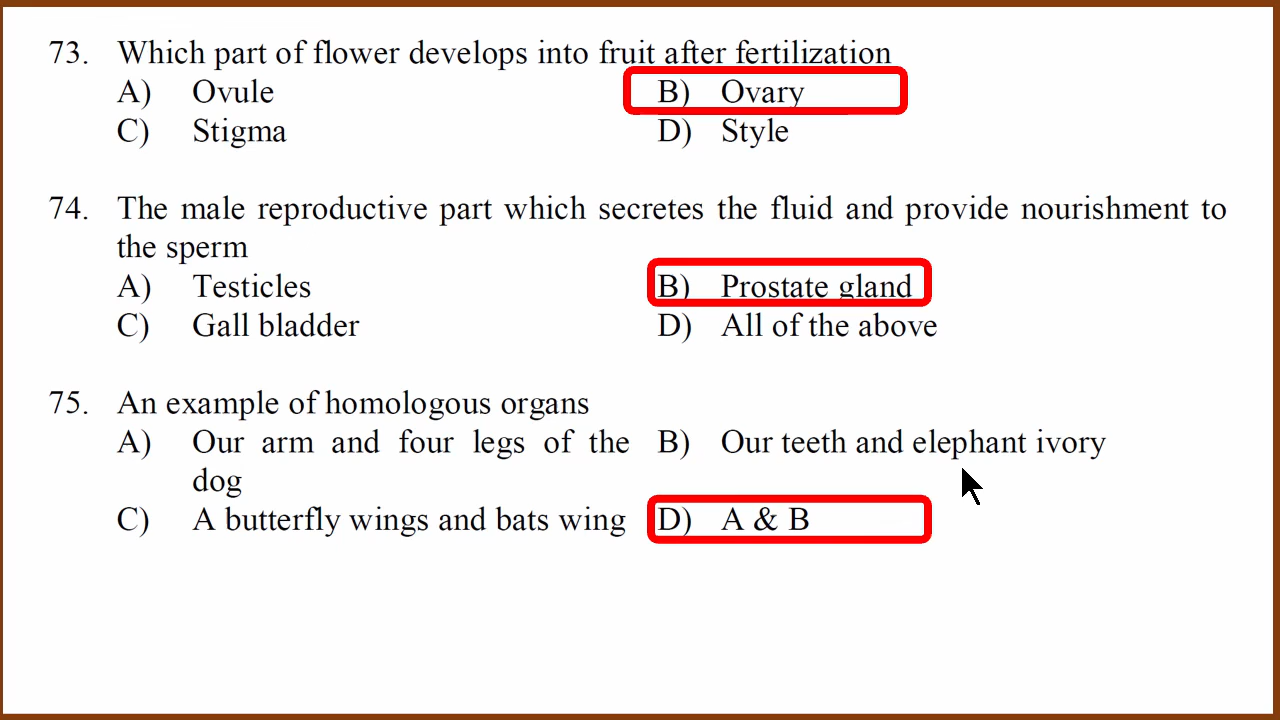 73. Which part of flower develops into fruit after fertilization
A) Ovule B) Ovary
C) Stigma D) Style
74. The male reproductive part which secretes the fluid and provide nourishment to
the sperm
A) Testicles B) Prostate gland
C) Gall bladder D) All of the above
75. An example of homologous organs
A) Our arm and four legs of the B) Our teeth and elephant ivory
dog
C) A butterfly wings and bats wing D) A & B